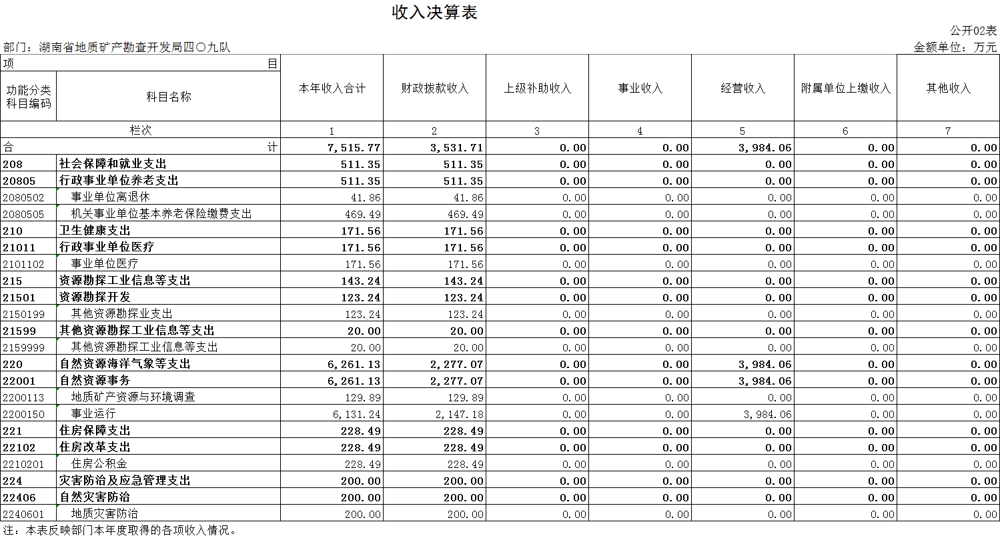 收入决算表
公开02表
部门：湖南省地质矿产勘查开发局四〇九队 金额单位：万元
项 目 本年收入合计 财政拨款收入 上级补助收入 事业收入 经营收入 附属单位上缴收入 其他收入
功能分类科目编码 科目名称
栏次 1 2 3 4 5 6 7
合 计 7,515.77 3,531.71 0.00 0.00 3,984.06 0.00 0.00
208 社会保障和就业支出 511.35 511.35 0.00 0.00 0.00 0.00 0.00
20805 行政事业单位养老支出 511.35 511.35 0.00 0.00 0.00 0.00 0.00
2080502 事业单位离退休 41.86 41.86 0.00 0.00 0.00 0.00 0.00
2080505 机关事业单位基本养老保险缴费支出 469.49 469.49 0.00 0.00 0.00 0.00 0.00
210 卫生健康支出 171.56 171.56 0.00 0.00 0.00 0.00 0.00
21011 行政事业单位医疗 171.56 171.56 0.00 0.00 0.00 0.00 0.00
2101102 事业单位医疗 171.56 171.56 0.00 0.00 0.00 0.00 0.00
215 资源勘探工业信息等支出 143.24 143.24 0.00 0.00 0.00 0.00 0.00
21501 资源勘探开发 123.24 123.24 0.00 0.00 0.00 0.00 0.00
2150199 其他资源勘探业支出 123.24 123.24 0.00 0.00 0.00 0.00 0.00
21599 其他资源勘探工业信息等支出 20.00 20.00 0.00 0.00 0.00 0.00 0.00
2159999 其他资源勘探工业信息等支出 20.00 20.00 0.00 0.00 0.00 0.00 0.00
220 自然资源海洋气象等支出 6,261.13 2,277.07 0.00 0.00 3,984.06 0.00 0.00
22001 自然资源事务 6,261.13 2,277.07 0.00 0.00 3,984.06 0.00 0.00
2200113 地质矿产资源与环境调查 129.89 129.89 0.00 0.00 0.00 0.00 0.00
2200150 事业运行 6,131.24 2,147.18 0.00 0.00 3,984.06 0.00 0.00
221 住房保障支出 228.49 228.49 0.00 0.00 0.00 0.00 0.00
22102 住房改革支出 228.49 228.49 0.00 0.00 0.00 0.00 0.00
2210201 住房公积金 228.49 228.49 0.00 0.00 0.00 0.00 0.00
224 灾害防治及应急管理支出 200.00 200.00 0.00 0.00 0.00 0.00 0.00
22406 自然灾害防治 200.00 200.00 0.00 0.00 0.00 0.00 0.00
2240601 地质灾害防治 200.00 200.00 0.00 0.00 0.00 0.00 0.00
注：本表反映部门本年度取得的各项收入情况。